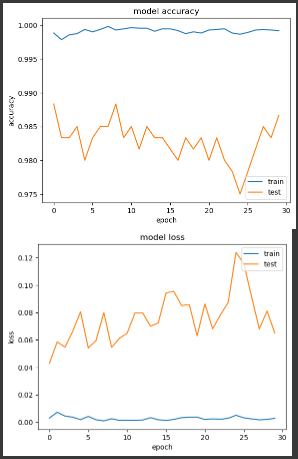 model accuracy
1.000
0.995
0.990
0.985
0.980
0.975
accuracy
train
test
0 5 10 15 20 25 30
epoch
model loss
train
test
0.12
0.10
0.08
0.06
0.04
0.02
0.00
loss
0 5 10 15 20 25 30
epoch